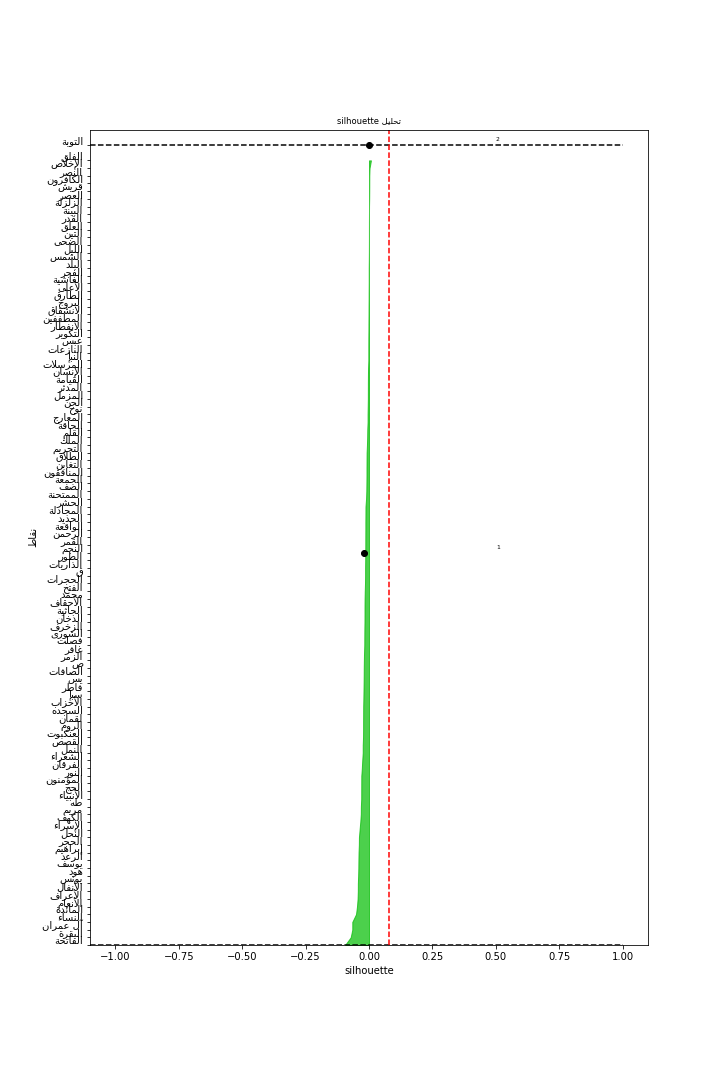 تحليل silhouette
2
التوبة
الفلق
الإخلاص
النصر
الكافرون
قريش
العصر
الزلزلة
البينة
القدر
العلق
التين
الضحى
الليل
الشمس
البلد
الفجر
الغاشية
الأعلى
الطارق
البروج
الانشقاق
المطففين
الانفطار
التكوير
عبس
النازعات
النبإ
المرسلات
الإنسان
القيامة
المدثر
المزمل
الجن
نوح
المعارج
الحاقة
القلم
الملك
التحريم
الطلاق
التغابن
المنافقون
الجمعة
الصف
الممتحنة
الحشر
المجادلة
الحديد
الواقعة
الرحمن
القمر
النجم
1
الطور
الذاريات
ق
الحجرات
الفتح
محمد
الأحقاف
الجاثية
الدخان
الزخرف
الشورى
فصلت
غافر
الزمر
ص
الصافات
يس
فاطر
سبإ
الأحزاب
السجدة
لقمان
الروم
العنكبوت
القصص
النمل
الشعراء
الفرقان
النور
المؤمنون
الحج
الأنبياء
طه
مريم
الكهف
الإسراء
النحل
الحجر
ابراهيم
الرعد
يوسف
هود
يونس
الأنفال
الأعراف
الأنعام
المائدة
النساء
آل عمران
البقرة
الفاتحة
نقاط
−1.00 −0.75 −0.50 −0.25 0.00 0.25 0.50 0.75 1.00
silhouette